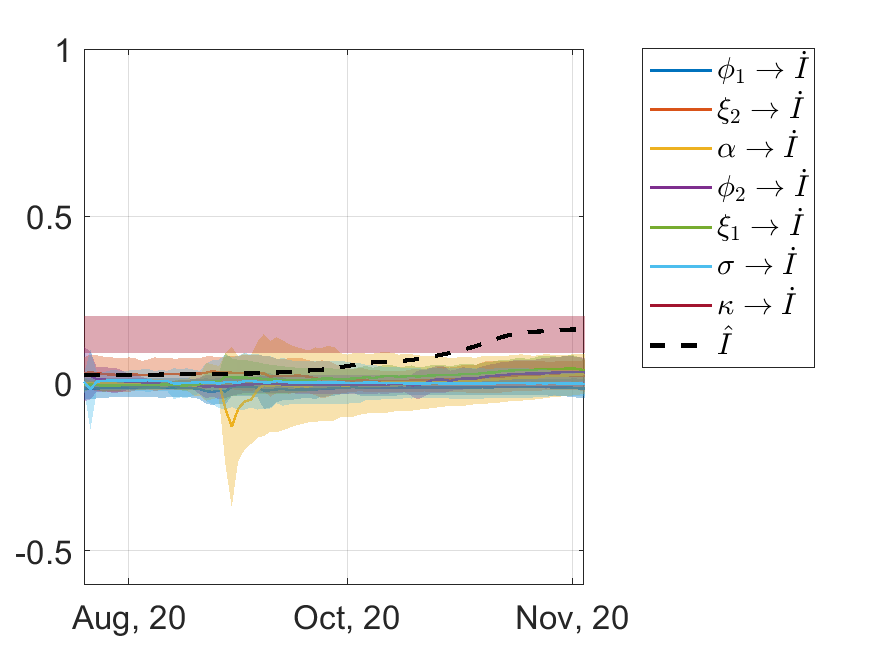 1
0.5
0
-0.5
Aug, 20 Oct, 20 Nov, 20
ϕ₁ → İ
ξ₂ → İ
α → İ
ϕ₂ → İ
ξ₁ → İ
σ → İ
κ → İ
Î